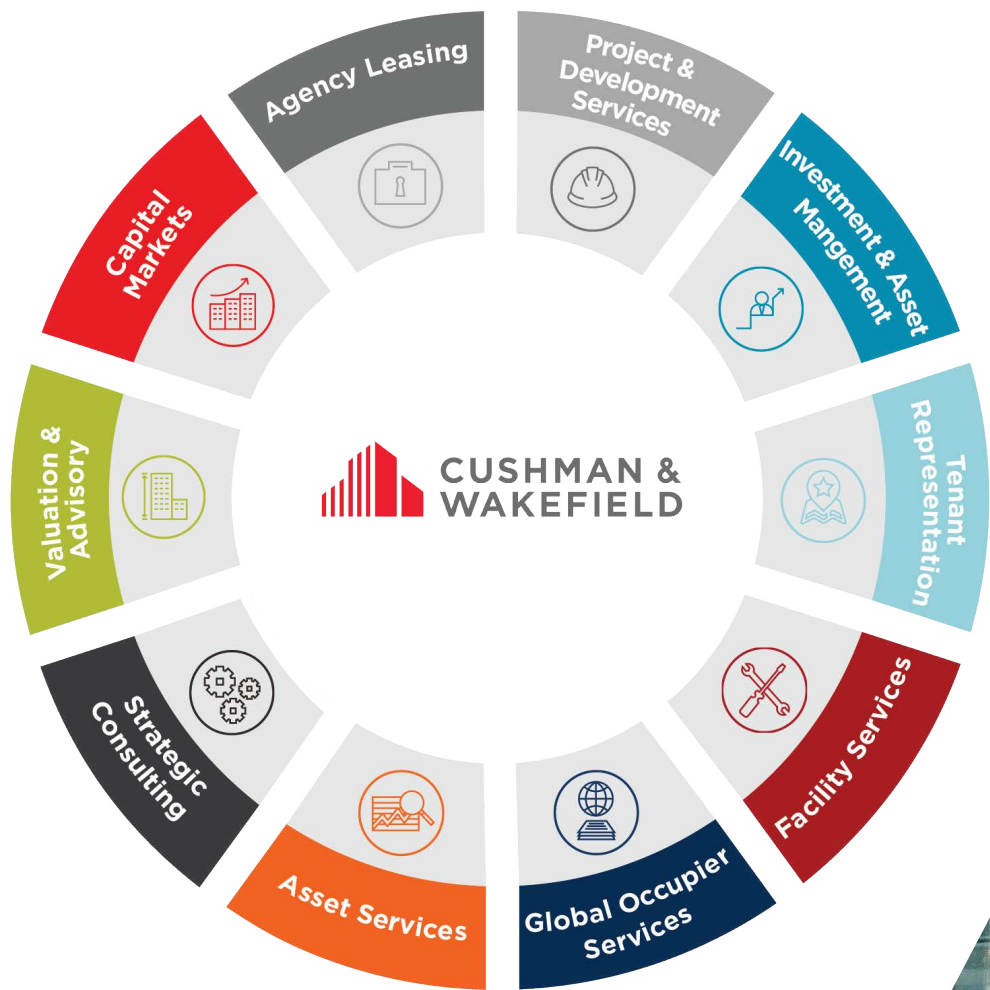 Agency Leasing
Project &
Development
Services
Investment & Asset
Mangement
Tenant
Representation
Facility Services
Global Occupier
Services
Asset Services
Strategic
Consulting
Valuation &
Advisory
Capital
Markets
CUSHMAN &
WAKEFIELD